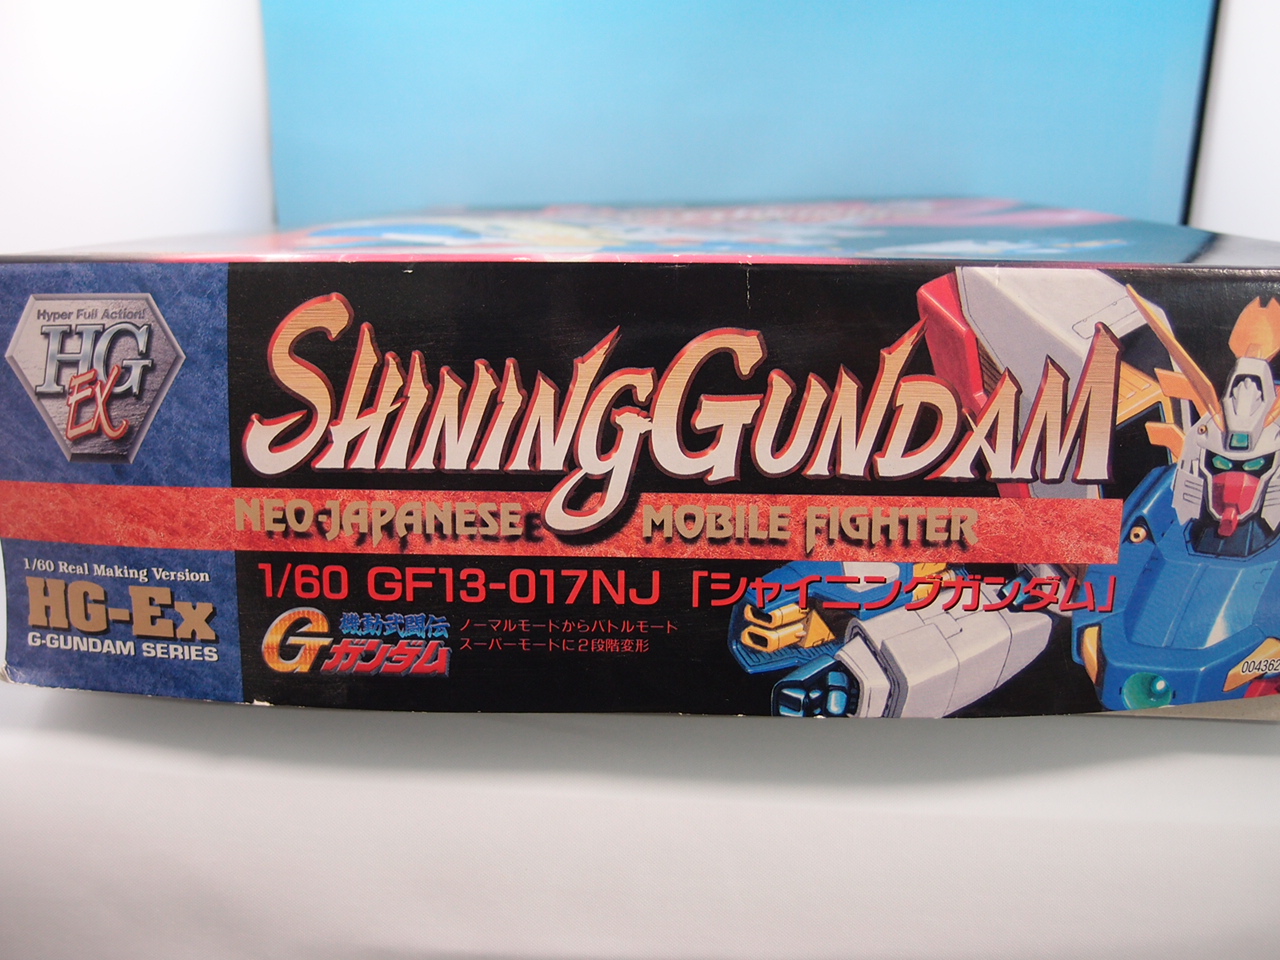 Hyper Full Action!
HG
EX
SHINING GUNDAM
NEO-JAPANESE MOBILE FIGHTER
1/60 Real Making Version
HG-EX
G-GUNDAM SERIES
1/60 GF13-017NJ 「シャイニングガンダム」
機動武闘伝
Gガンダム
ノーマルモードからバトルモード
スーパーモードに2段階変形
004362